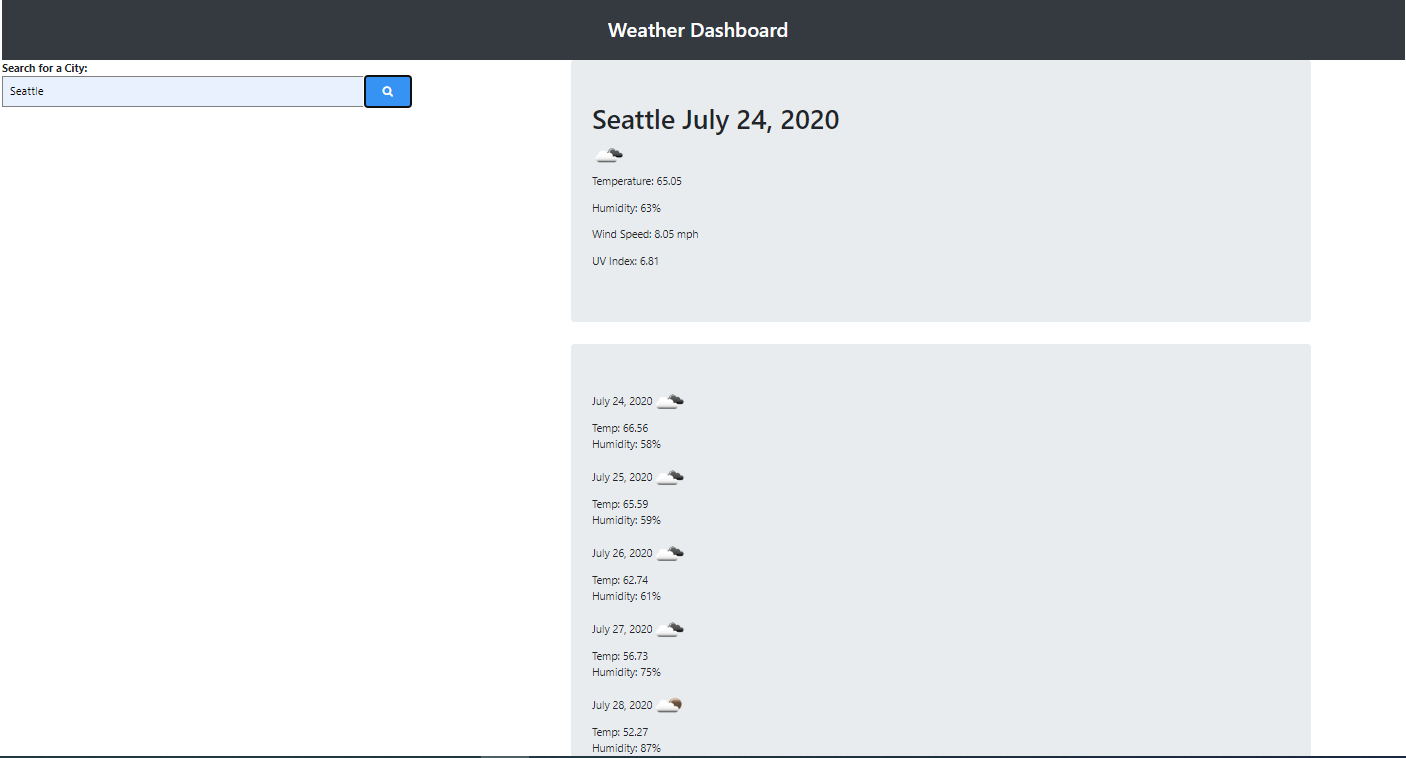 Weather Dashboard
Search for a City:
Seattle
Seattle July 24, 2020
Temperature: 65.05
Humidity: 63%
Wind Speed: 8.05 mph
UV Index: 6.81
July 24, 2020
Temp: 66.56
Humidity: 58%
July 25, 2020
Temp: 65.59
Humidity: 59%
July 26, 2020
Temp: 62.74
Humidity: 61%
July 27, 2020
Temp: 56.73
Humidity: 75%
July 28, 2020
Temp: 52.27
Humidity: 87%